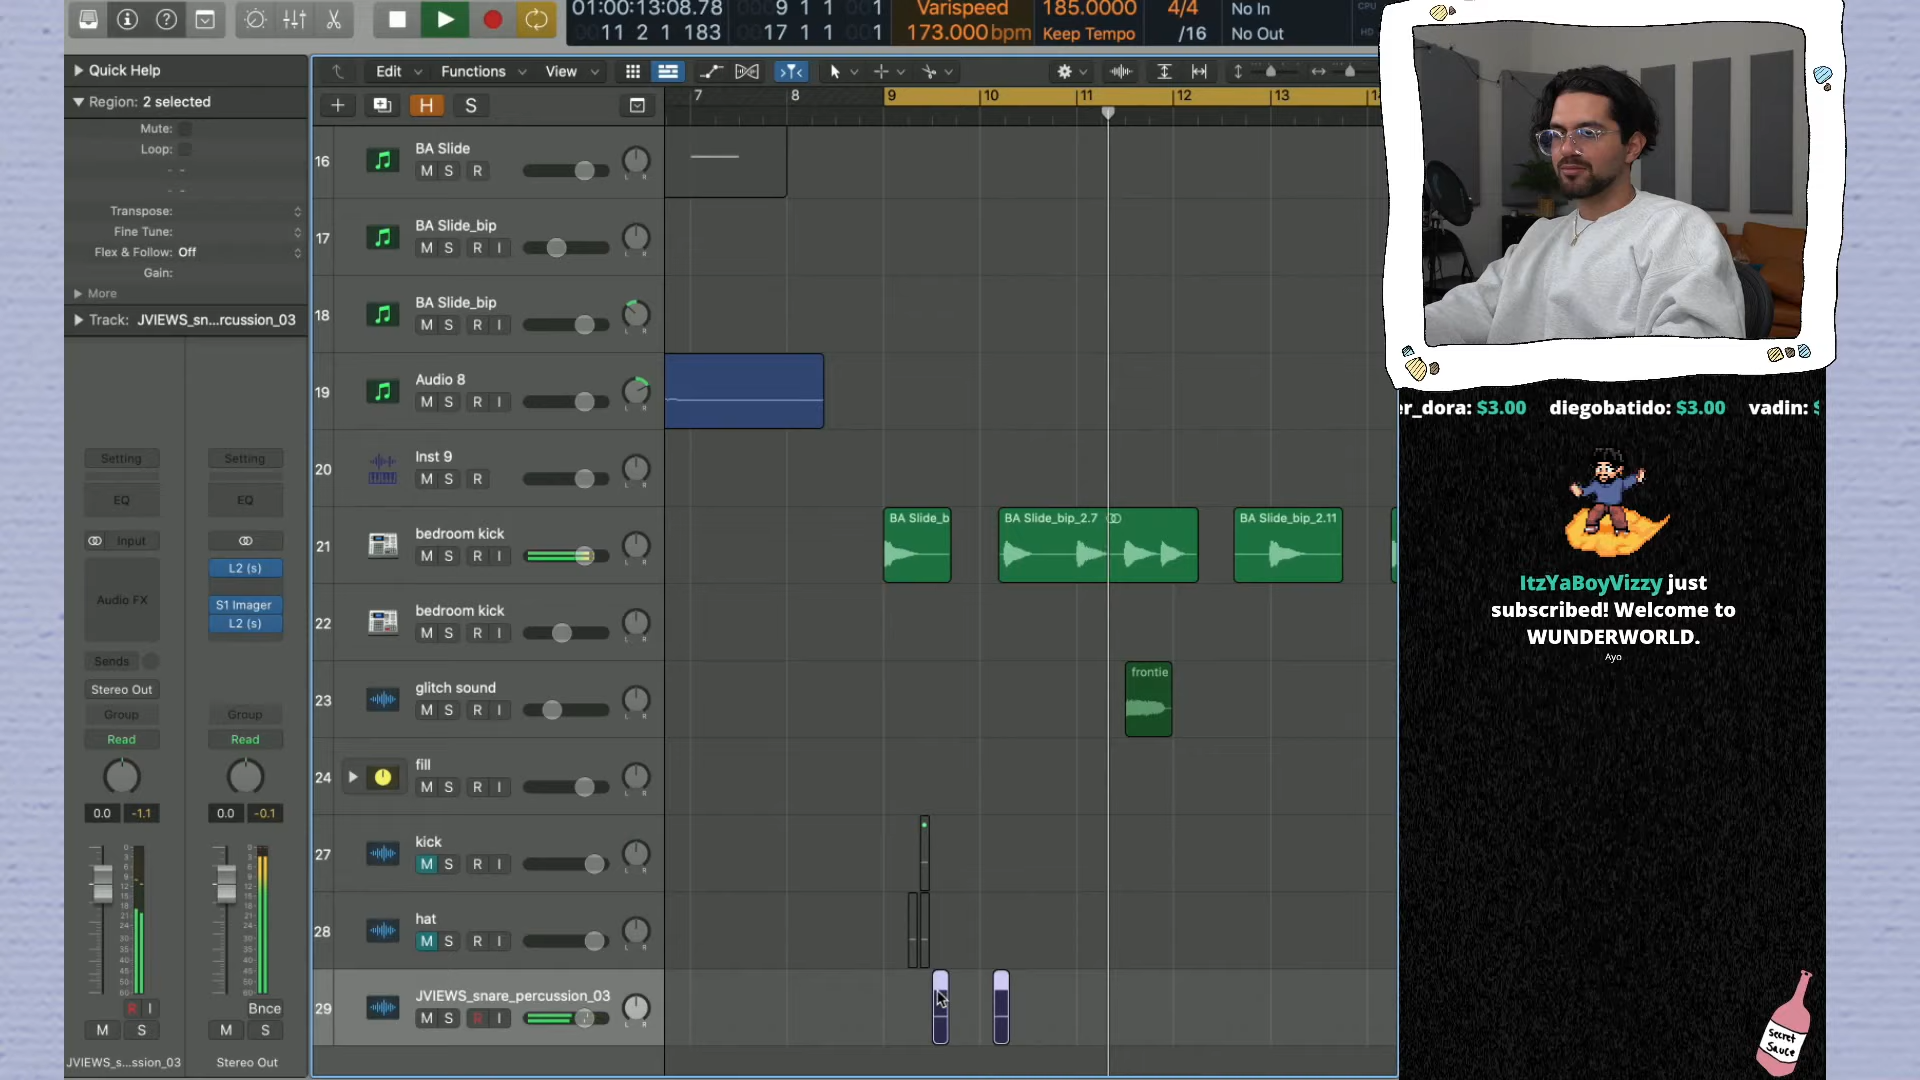 01:00:13:08.78
11 2 1 183
9 1 1
17 1 1
Varispeed
173.000 bpm
185.0000
Keep Tempo
4/4
/16
No In
No Out
CPU
HD
Quick Help
Region: 2 selected
Mute:
Loop:
Transpose:
Fine Tune:
Flex & Follow: Off
Gain:
More
Track: JVIEWS_sn...rcussion_03
Edit
Functions
View
H
S
7
8
9
10
11
12
13
14
16
BA Slide
M S R
17
BA Slide_bip
M S R I
18
BA Slide_bip
M S R I
19
Audio 8
M S R I
20
Inst 9
M S R
21
bedroom kick
M S R I
BA Slide_b
BA Slide_bip_2.7
BA Slide_bip_2.11
22
bedroom kick
M S R I
23
glitch sound
M S R I
frontie
24
fill
M S R I
27
kick
M S R I
28
hat
M S R I
29
JVIEWS_snare_percussion_03
M S R I
Setting
Setting
EQ
EQ
Input
L2 (s)
Audio FX
S1 Imager
L2 (s)
Sends
Stereo Out
Group
Group
Read
Read
0.0 -1.1
0.0 -0.1
R I
Bnce
M S
M S
JVIEWS_s...ssion_03
Stereo Out
er_dora: $3.00 diegobatido: $3.00 vadin: $
ItzYaBoyVizzy just
subscribed! Welcome to
WUNDERWORLD.
Ayo
Secret
Sauce